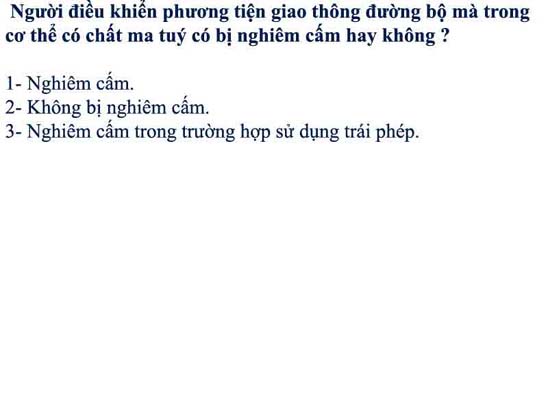 Người điều khiển phương tiện giao thông đường bộ mà trong
cơ thể có chất ma tuý có bị nghiêm cấm hay không ?
1- Nghiêm cấm.
2- Không bị nghiêm cấm.
3- Nghiêm cấm trong trường hợp sử dụng trái phép.